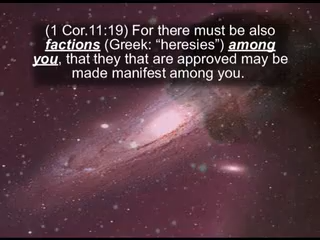 (1 Cor.11:19) For there must be also
factions (Greek: “heresies”) among
you, that they that are approved may be
made manifest among you.